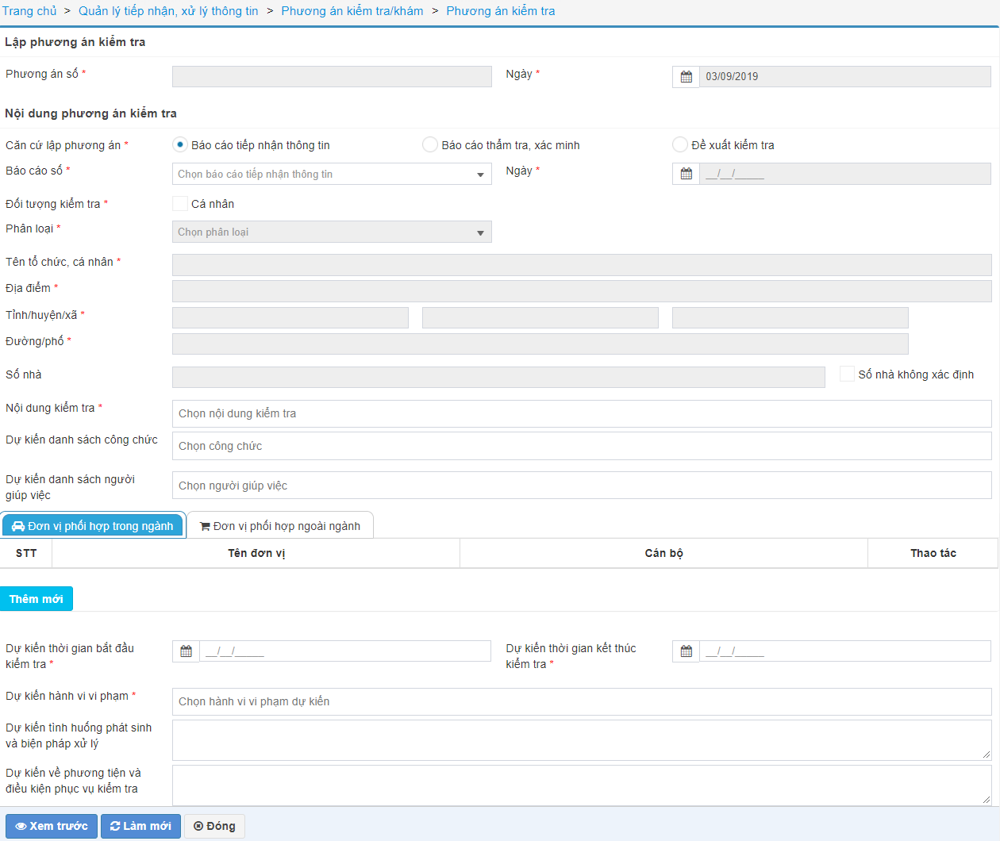 Trang chủ > Quản lý tiếp nhận, xử lý thông tin > Phương án kiểm tra/khám > Phương án kiểm tra
Lập phương án kiểm tra
Phương án số * Ngày * 03/09/2019
Nội dung phương án kiểm tra
Căn cứ lập phương án * Báo cáo tiếp nhận thông tin Báo cáo thẩm tra, xác minh Đề xuất kiểm tra
Báo cáo số * Chọn báo cáo tiếp nhận thông tin Ngày * __/__/____
Đối tượng kiểm tra * Cá nhân
Phân loại * Chọn phân loại
Tên tổ chức, cá nhân *
Địa điểm *
Tỉnh/huyện/xã *
Đường/phố *
Số nhà Số nhà không xác định
Nội dung kiểm tra * Chọn nội dung kiểm tra
Dự kiến danh sách công chức Chọn công chức
Dự kiến danh sách người
giúp việc Chọn người giúp việc
Đơn vị phối hợp trong ngành Đơn vị phối hợp ngoài ngành
STT Tên đơn vị Cán bộ Thao tác
Thêm mới
Dự kiến thời gian bắt đầu
kiểm tra * __/__/____
Dự kiến thời gian kết thúc
kiểm tra * __/__/____
Dự kiến hành vi vi phạm * Chọn hành vi vi phạm dự kiến
Dự kiến tình huống phát sinh
và biện pháp xử lý
Dự kiến về phương tiện và
điều kiện phục vụ kiểm tra
Xem trước Làm mới Đóng